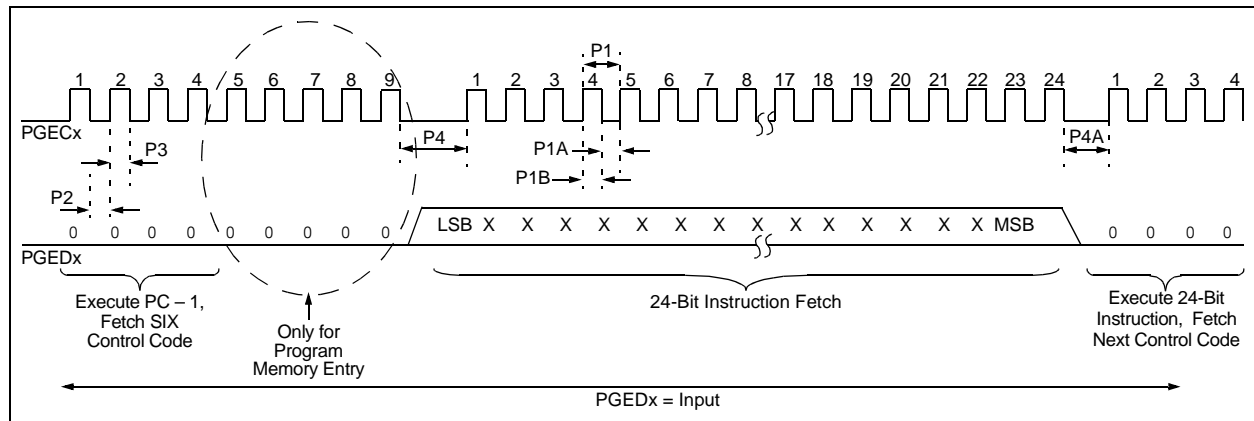 P1
1 2 3 4 5 6 7 8 9 1 2 3 4 5 6 7 8 17 18 19 20 21 22 23 24 1 2 3 4
PGECx
P4
P4A
P3
P1A
P2
P1B
0 0 0 0 0 0 0 0 0 LSB X X X X X X X X X X X X X X MSB 0 0 0 0
PGEDx
Execute PC – 1,
Fetch SIX
Control Code
Only for
Program
Memory Entry
24-Bit Instruction Fetch
Execute 24-Bit
Instruction, Fetch
Next Control Code
PGEDx = Input